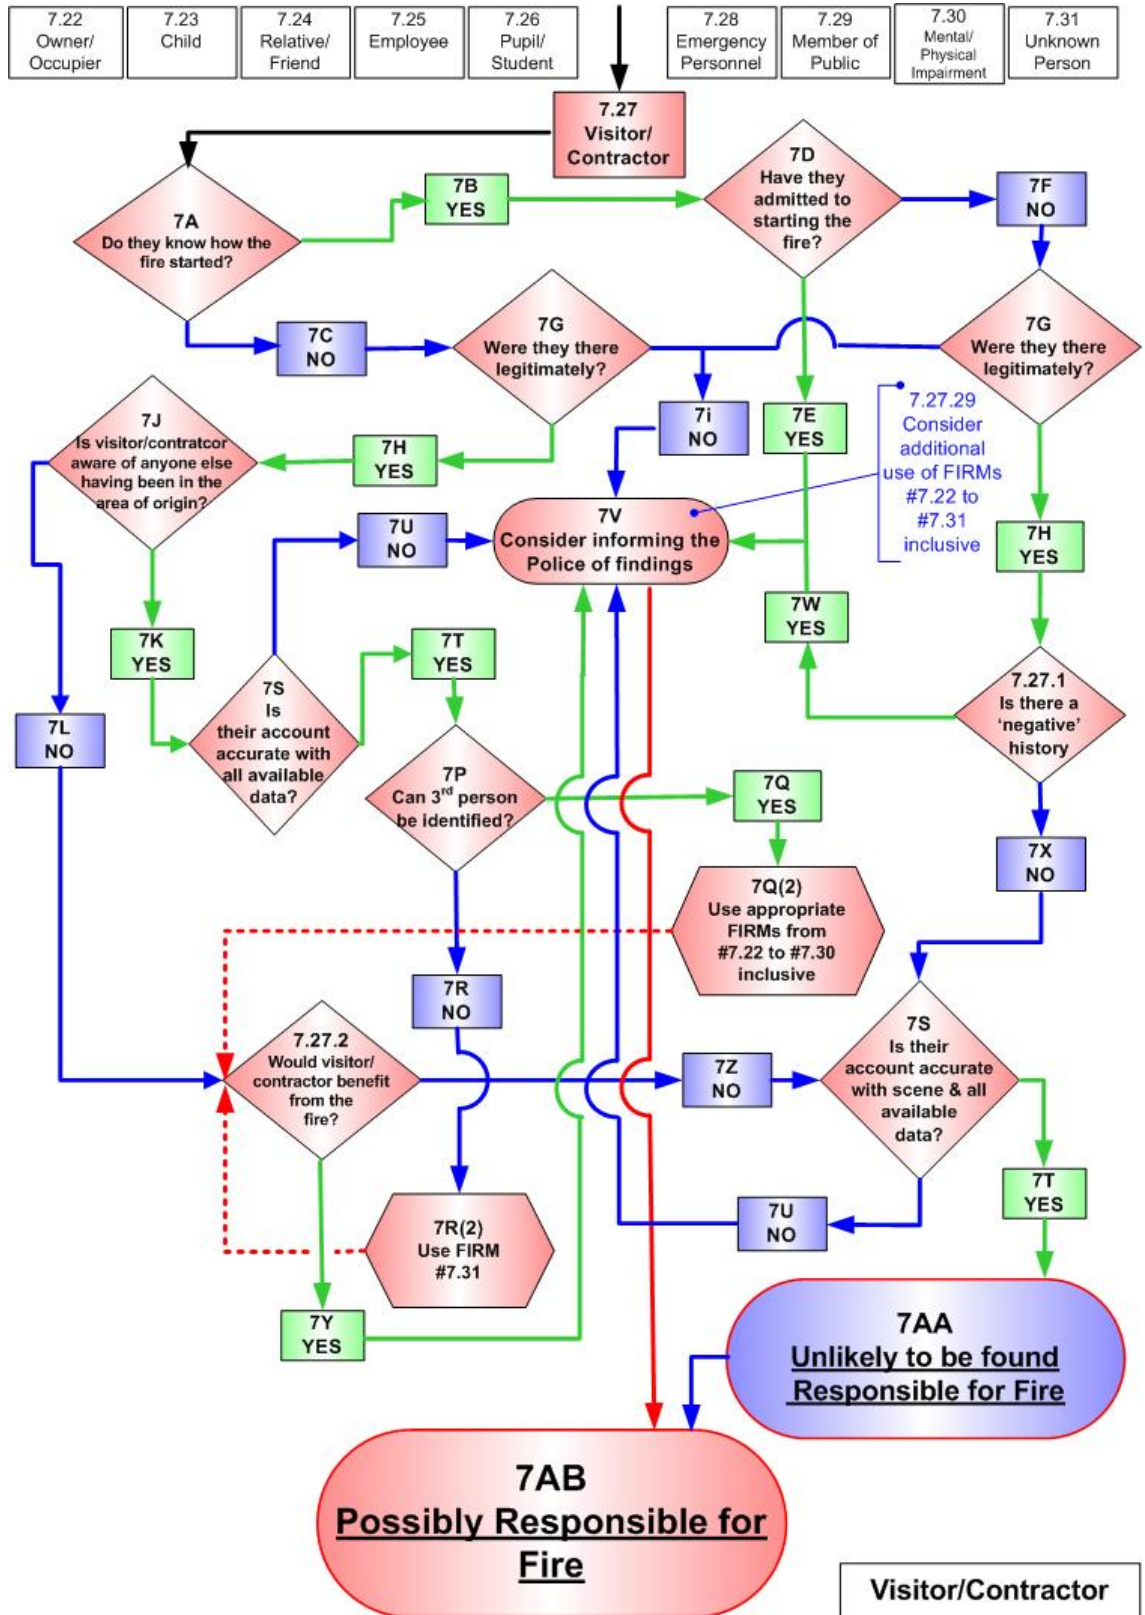 7.22
Owner/
Occupier
7.23
Child
7.24
Relative/
Friend
7.25
Employee
7.26
Pupil/
Student
7.28
Emergency
Personnel
7.29
Member of
Public
7.30
Mental/
Physical
Impairment
7.31
Unknown
Person
7.27
Visitor/
Contractor
7A
Do they know how the
fire started?
7B
YES
7D
Have they
admitted to
starting the
fire?
7F
NO
7C
NO
7G
Were they there
legitimately?
7G
Were they there
legitimately?
7J
Is visitor/contratcor
aware of anyone else
having been in the
area of origin?
7H
YES
7i
NO
7E
YES
7.27.29
Consider
additional
use of FIRMs
#7.22 to
#7.31
inclusive
7U
NO
7V
Consider informing the
Police of findings
7H
YES
7K
YES
7T
YES
7W
YES
7S
Is
their account
accurate with
all available
data?
7.27.1
Is there a
‘negative’
history
7L
NO
7P
Can 3rd person
be identified?
7Q
YES
7X
NO
7Q(2)
Use appropriate
FIRMs from
#7.22 to #7.30
inclusive
7R
NO
7.27.2
Would visitor/
contractor benefit
from the
fire?
7Z
NO
7S
Is their
account accurate
with scene & all
available
data?
7T
YES
7U
NO
7R(2)
Use FIRM
#7.31
7Y
YES
7AA
Unlikely to be found
Responsible for Fire
7AB
Possibly Responsible for
Fire
Visitor/Contractor